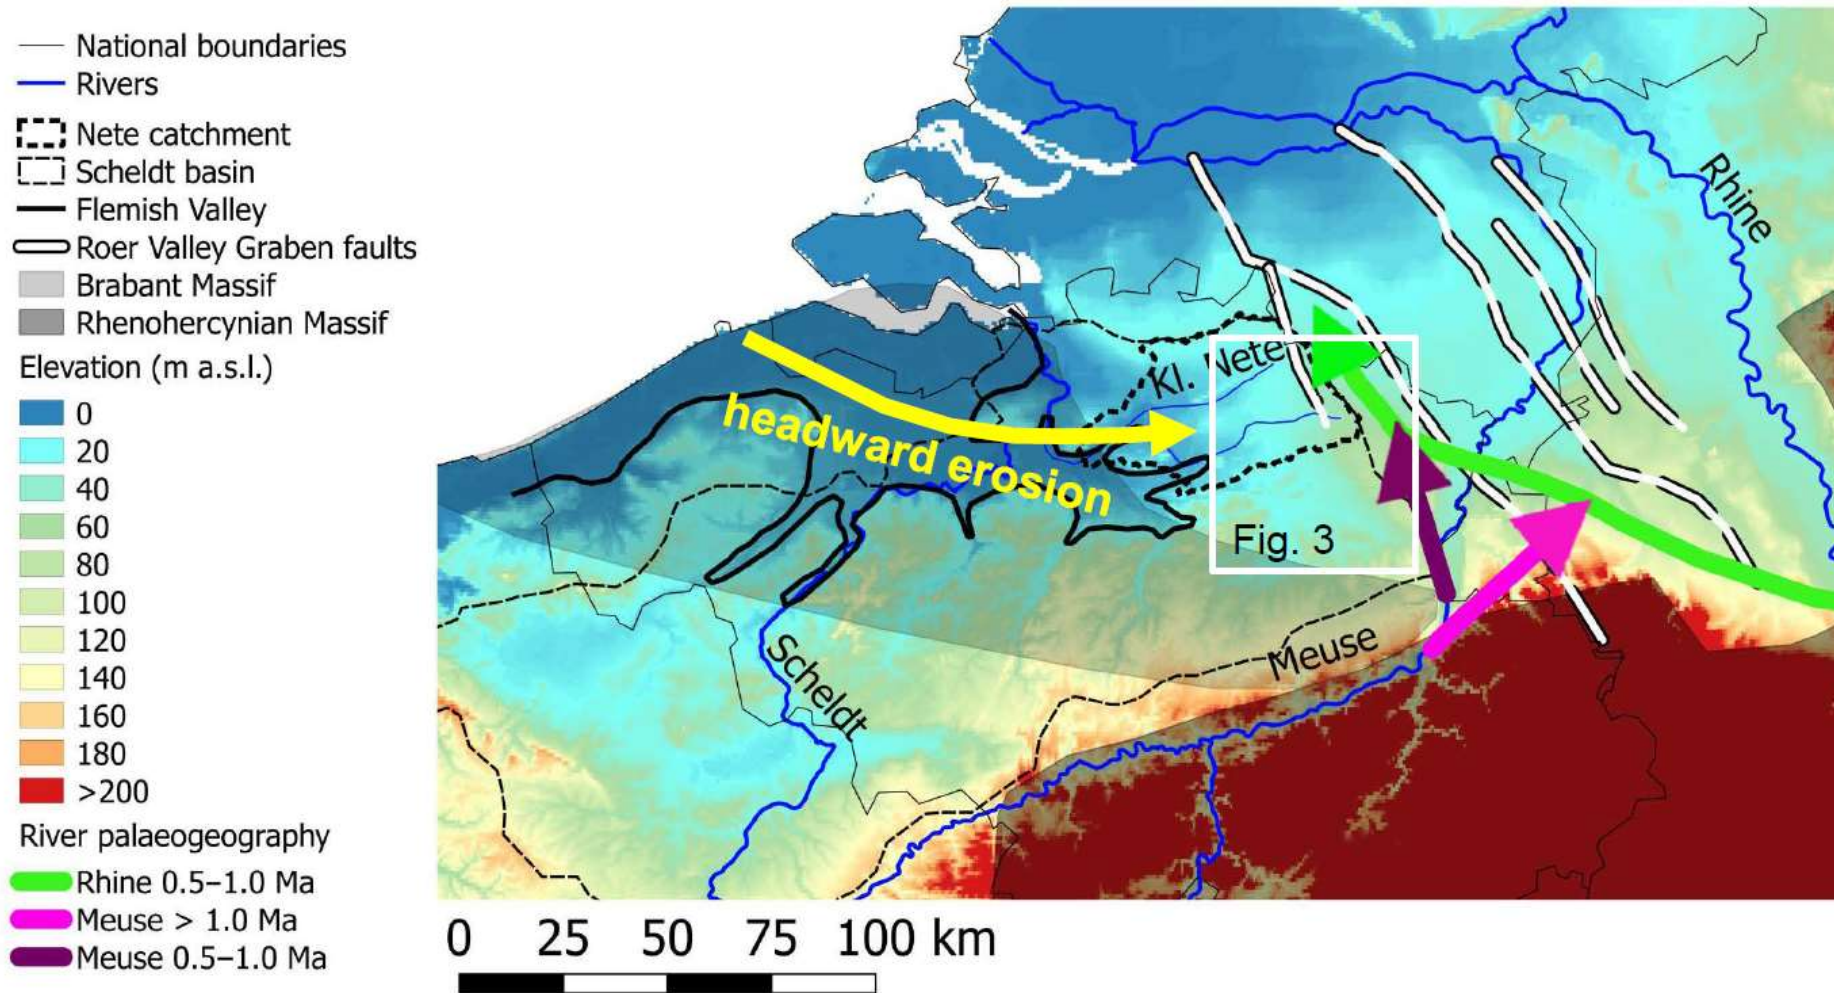 National boundaries
Rivers
Nete catchment
Scheldt basin
Flemish Valley
Roer Valley Graben faults
Brabant Massif
Rhenohercynian Massif
Elevation (m a.s.l.)
0
20
40
60
80
100
120
140
160
180
>200
River palaeogeography
Rhine 0.5–1.0 Ma
Meuse > 1.0 Ma
Meuse 0.5–1.0 Ma
Rhine
Kl. Nete
headward erosion
Fig. 3
Meuse
Scheldt
0 25 50 75 100 km